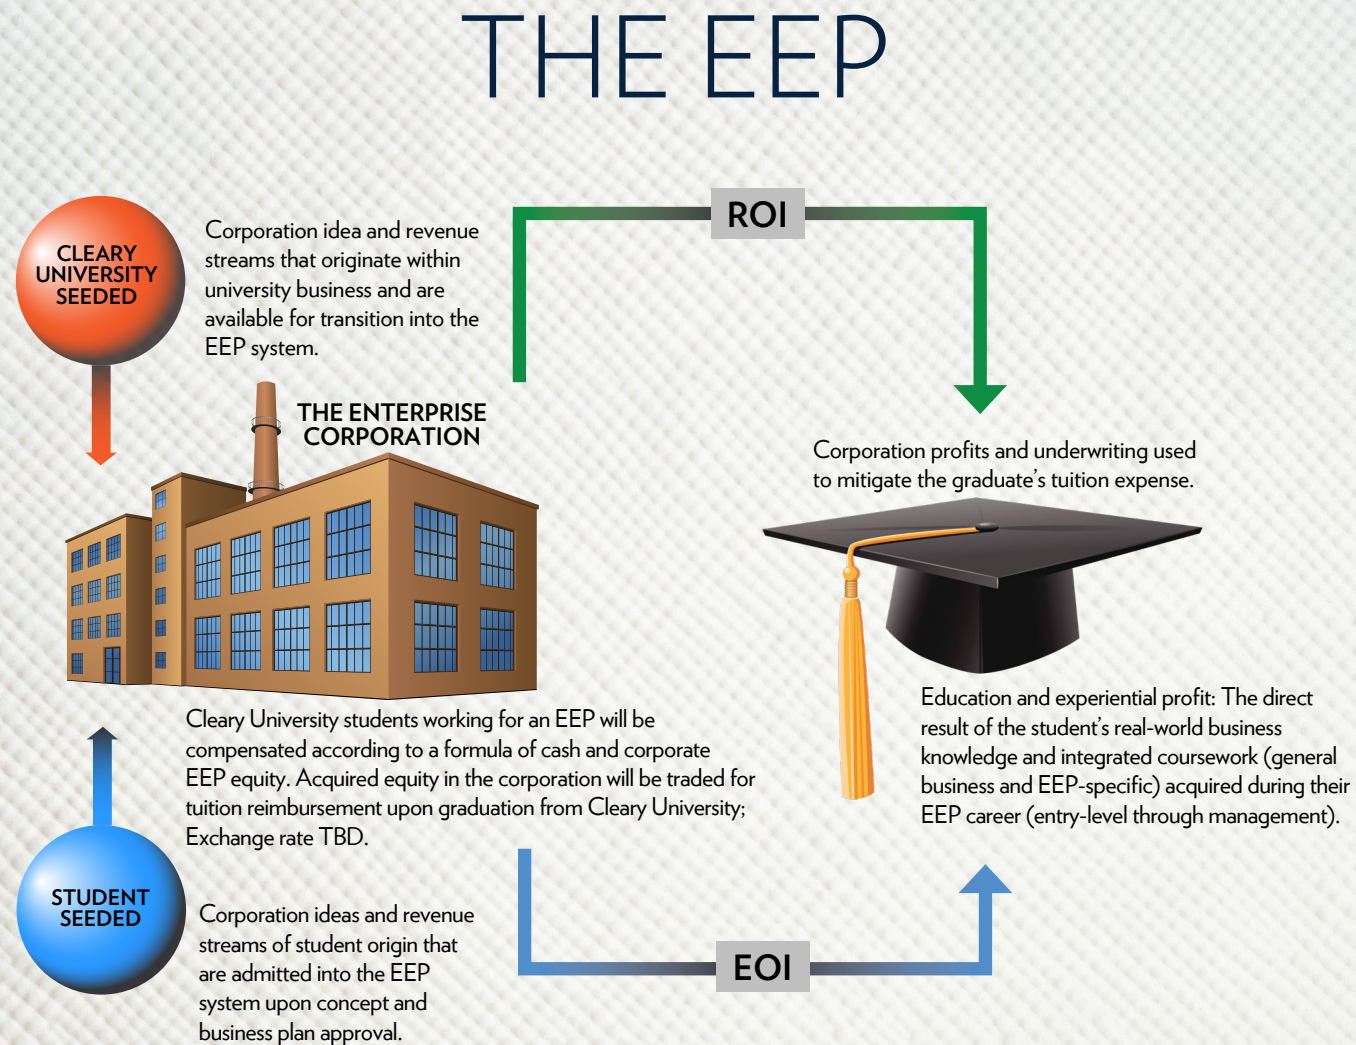 THE EEP
ROI
CLEARY
UNIVERSITY
SEEDED
Corporation idea and revenue
streams that originate within
university business and are
available for transition into the
EEP system.
THE ENTERPRISE
CORPORATION
Corporation profits and underwriting used
to mitigate the graduate's tuition expense.
Cleary University students working for an EEP will be
compensated according to a formula of cash and corporate
EEP equity. Acquired equity in the corporation will be traded for
tuition reimbursement upon graduation from Cleary University;
Exchange rate TBD.
Education and experiential profit: The direct
result of the student's real-world business
knowledge and integrated coursework (general
business and EEP-specific) acquired during their
EEP career (entry-level through management).
STUDENT
SEEDED
Corporation ideas and revenue
streams of student origin that
are admitted into the EEP
system upon concept and
business plan approval.
EOI